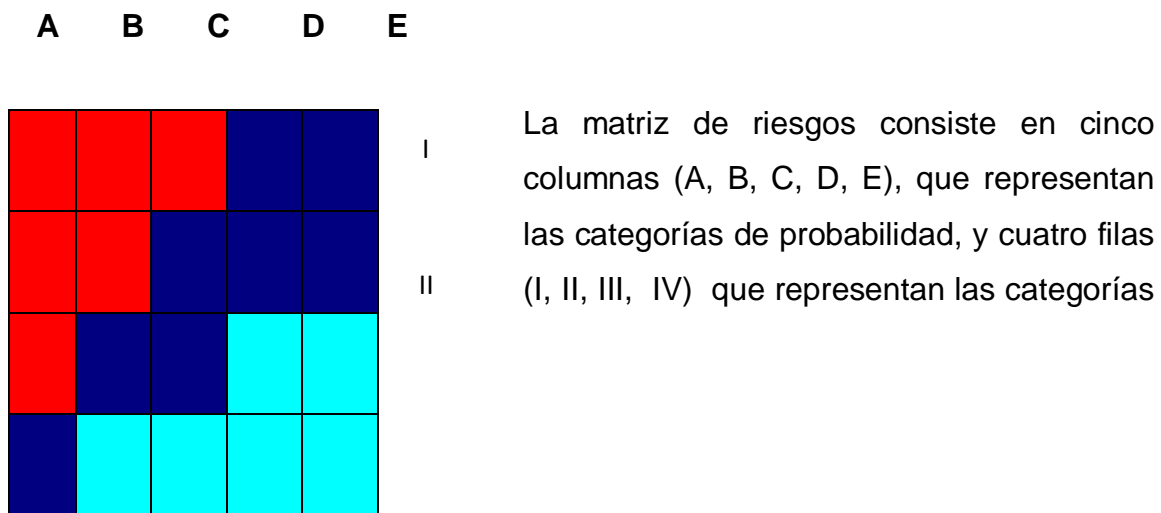 A B C D E
I
II
La matriz de riesgos consiste en cinco
columnas (A, B, C, D, E), que representan
las categorías de probabilidad, y cuatro filas
(I, II, III, IV) que representan las categorías